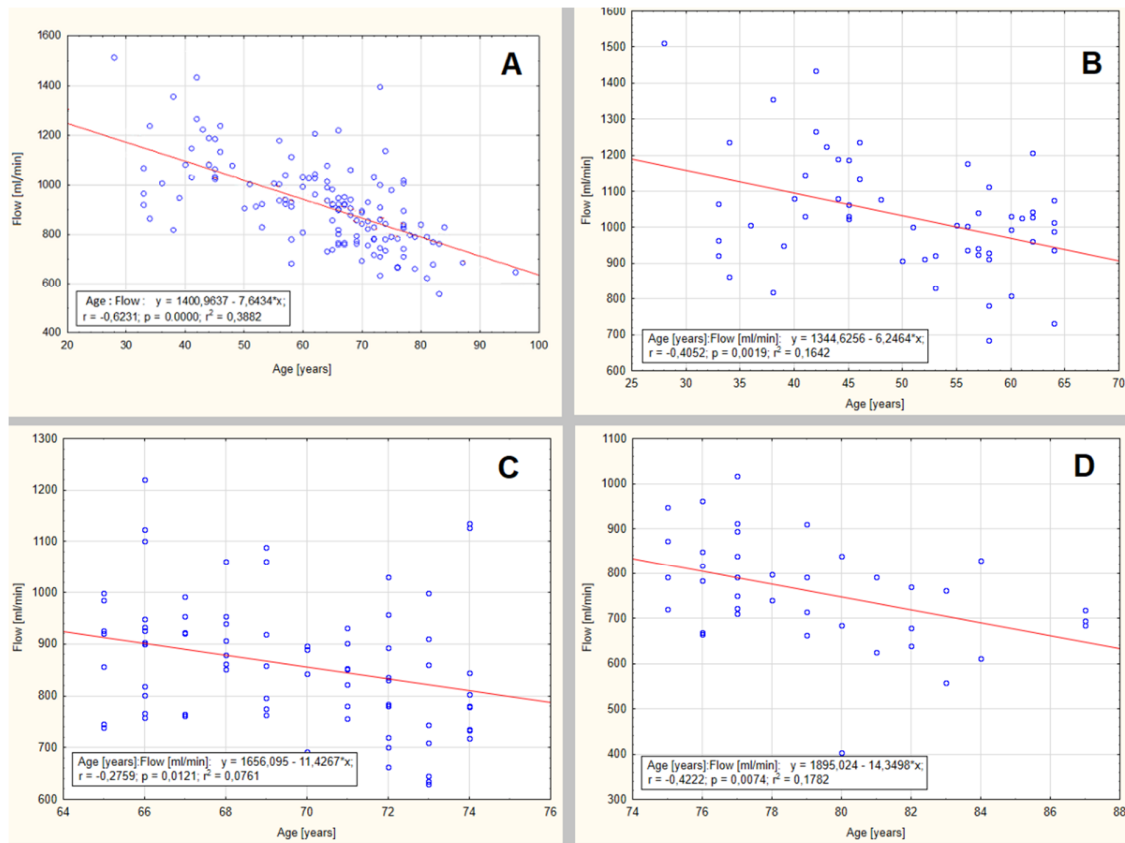 A
Flow [ml/min]
1600
1400
1200
1000
800
600
400
Age : Flow : y = 1400,9637 - 7,6434*x;
r = -0,6231; p = 0.0000; r² = 0,3882
20 30 40 50 60 70 80 90 100
Age [years]
B
Flow [ml/min]
1600
1500
1400
1300
1200
1100
1000
900
800
700
600
Age [years]:Flow [ml/min]: y = 1344,6256 - 6,2464*x;
r = -0,4052; p = 0,0019; r² = 0,1642
25 30 35 40 45 50 55 60 65 70
Age [years]
C
Flow [ml/min]
1300
1200
1100
1000
900
800
700
600
Age [years]:Flow [ml/min]: y = 1656,095 - 11,4267*x;
r = -0,2759; p = 0,0121; r² = 0,0761
64 66 68 70 72 74 76
Age [years]
D
Flow [ml/min]
1100
1000
900
800
700
600
500
400
300
Age [years]:Flow [ml/min]: y = 1895,024 - 14,3498*x;
r = -0,4222; p = 0,0074; r² = 0,1782
74 76 78 80 82 84 86 88
Age [years]